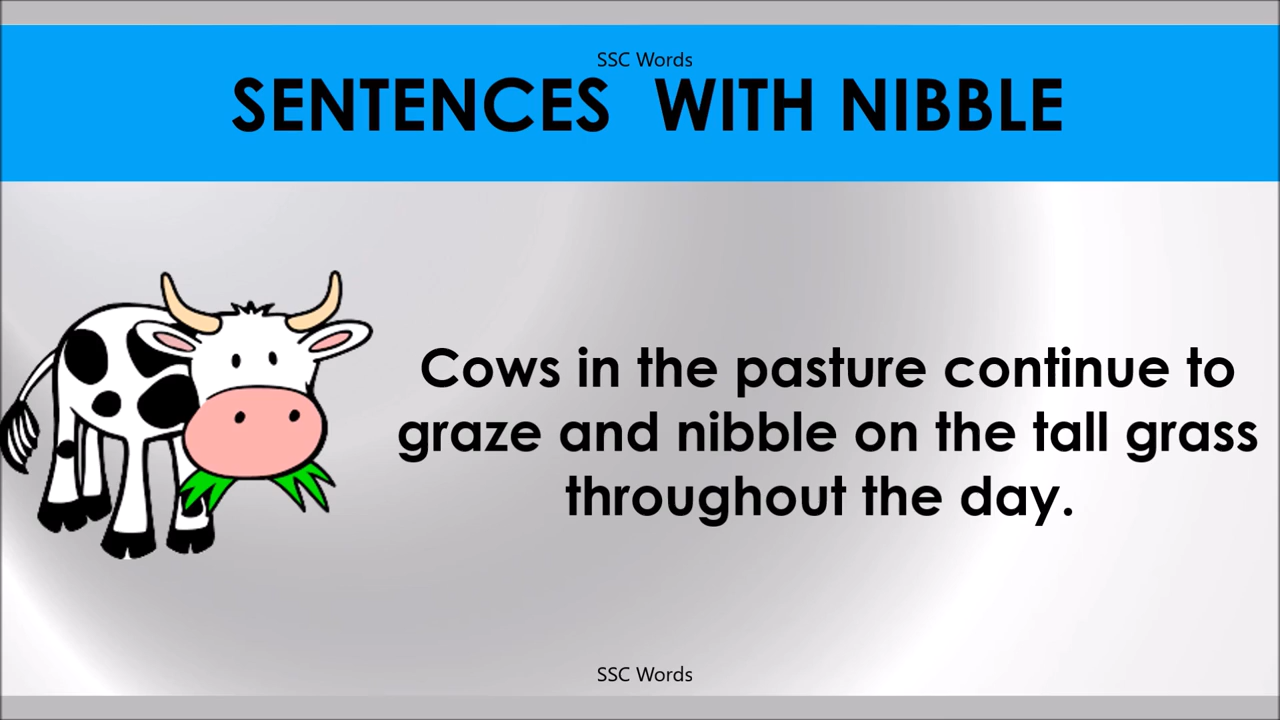 SSC Words
SENTENCES WITH NIBBLE
Cows in the pasture continue to
graze and nibble on the tall grass
throughout the day.
SSC Words